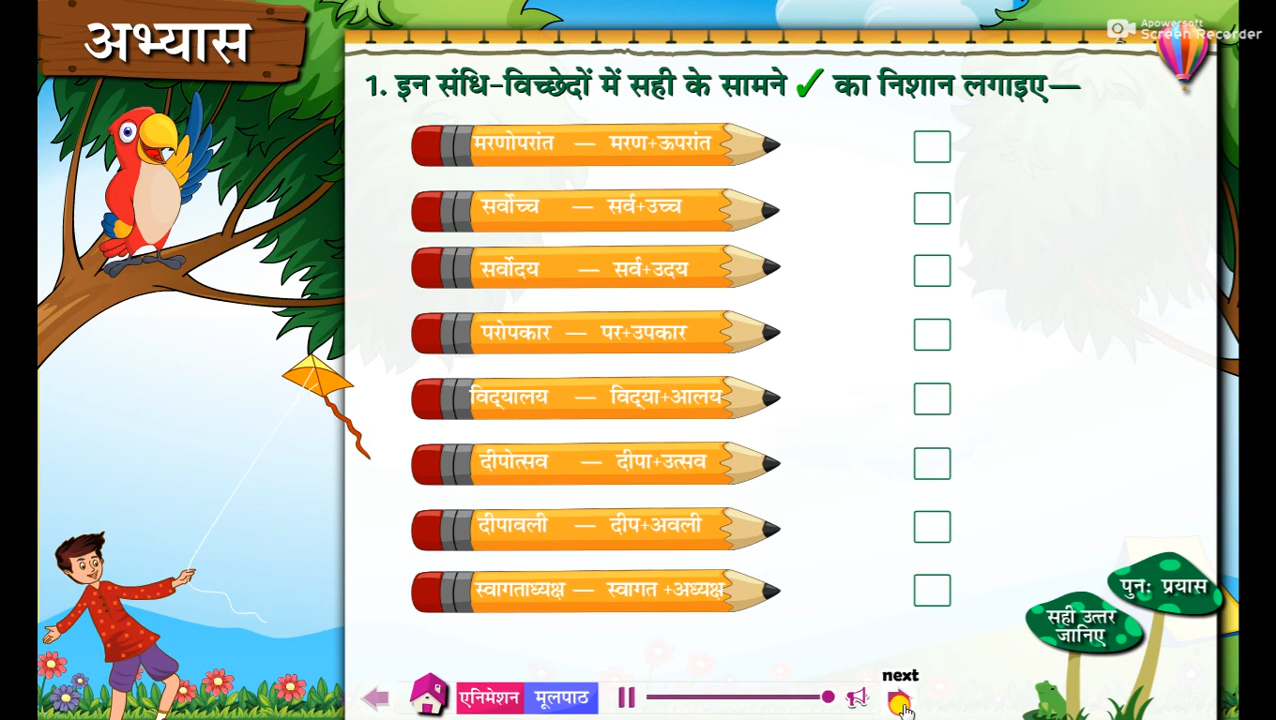 अभ्यास
Apowersoft
Screen Recorder
1. इन संधि-विच्छेदों में सही के सामने ✓ का निशान लगाइए—
मरणोपरांत — मरण+ऊपरांत
सर्वोच्च — सर्व+उच्च
सर्वोदय — सर्व+उदय
परोपकार — पर+उपकार
विद्‌यालय — विद्‌या+आलय
दीपोत्सव — दीपा+उत्सव
दीपावली — दीप+अवली
स्वागताध्यक्ष — स्वागत +अध्यक्ष
पुनः प्रयास
सही उत्तर
जानिए
next
एनिमेशन मूलपाठ